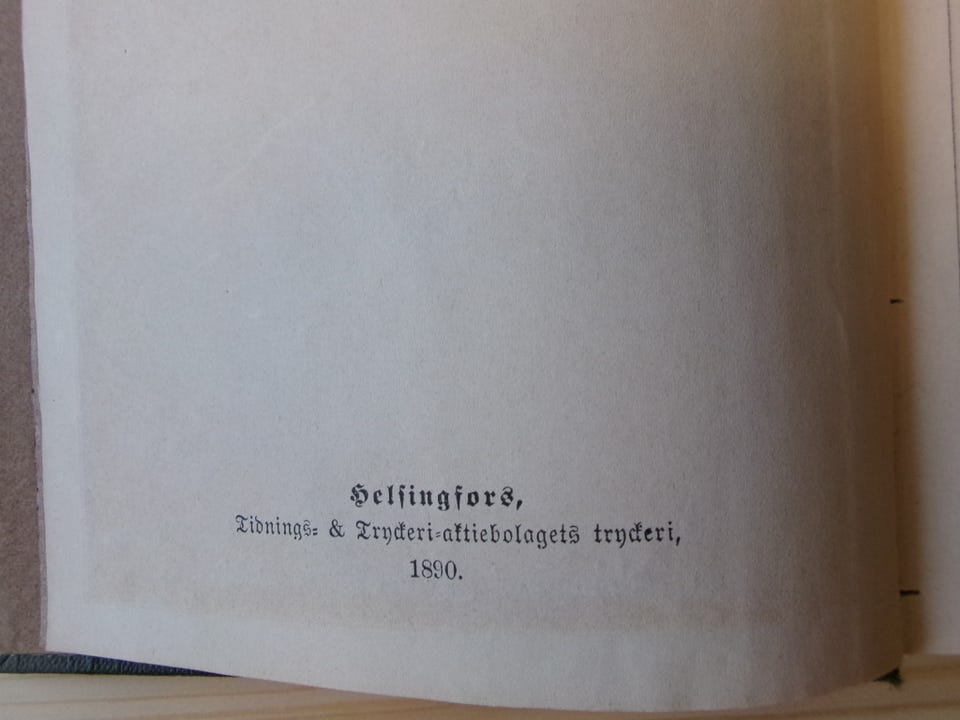 Helsingfors,
Tidnings- & Tryckeri-aktiebolagets tryckeri,
1890.